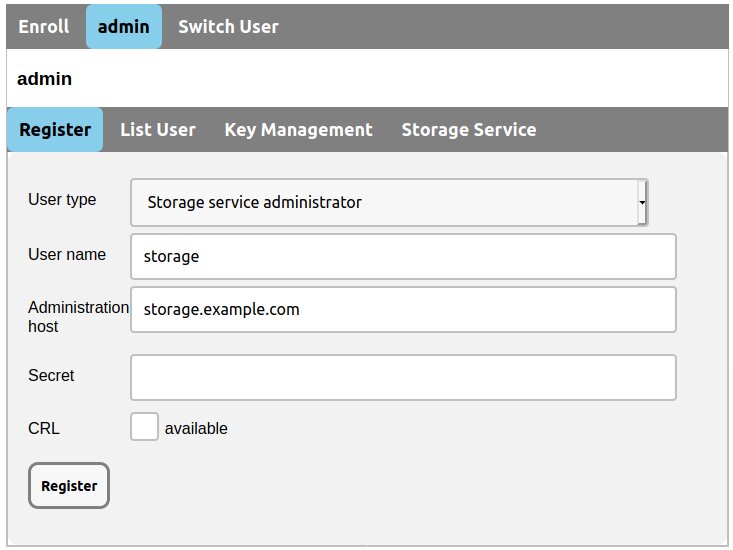 Enroll admin Switch User
admin
Register List User Key Management Storage Service
User type Storage service administrator
User name storage
Administration host storage.example.com
Secret
CRL available
Register